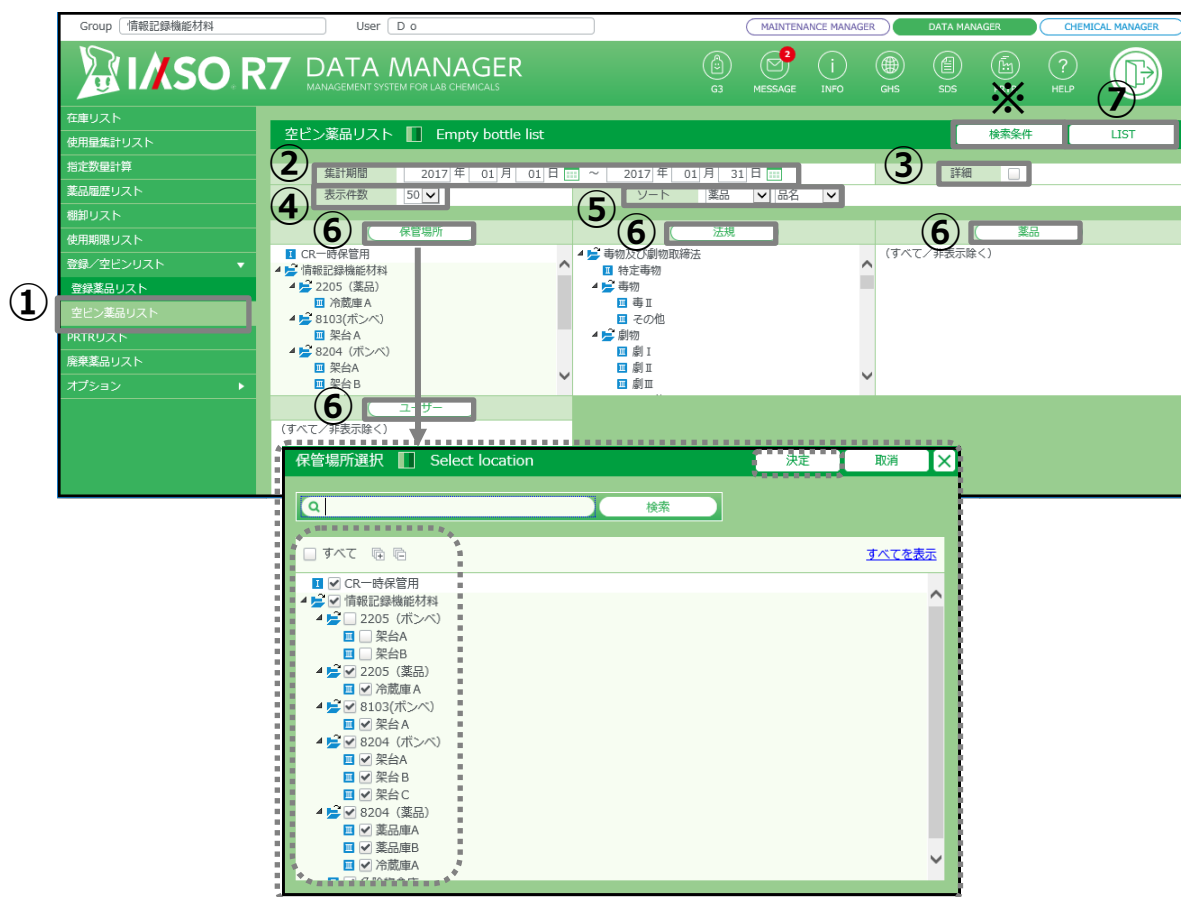 Group 情報記録機能材料 User D o MAINTENANCE MANAGER DATA MANAGER CHEMICAL MANAGER
IASO R7 DATA MANAGER
MANAGEMENT SYSTEM FOR LAB CHEMICALS
2
G3 MESSAGE INFO GHS SDS HELP
※ ⑦
在庫リスト
使用量集計リスト
指定数量計算
薬品履歴リスト
棚卸リスト
使用期限リスト
登録／空ビンリスト ▼
登録薬品リスト
① 空ビン薬品リスト
PRTRリスト
廃棄薬品リスト
オプション ▶
空ビン薬品リスト Empty bottle list 検索条件 LIST
② 集計期間 2017 年 01 月 01 日 ～ 2017 年 01 月 31 日 ③ 詳細
④ 表示件数 50 ⑤ ソート 薬品 品名
⑥ 保管場所 ⑥ 法規 ⑥ 薬品
CR一時保管用
情報記録機能材料
2205（薬品）
冷蔵庫A
8103(ボンベ)
架台A
8204（ボンベ）
架台A
架台B
毒物及び劇物取締法
特定毒物
毒物
毒Ⅱ
その他
劇物
劇Ⅰ
劇Ⅱ
劇Ⅲ
(すべて／非表示除く)
⑥ ユーザー
(すべて／非表示除く)
保管場所選択 Select location 決定 取消
検索
すべて すべてを表示
CR一時保管用
情報記録機能材料
2205（ボンベ）
架台A
架台B
2205（薬品）
冷蔵庫A
8103(ボンベ)
架台A
8204（ボンベ）
架台A
架台B
架台C
8204（薬品）
薬品庫A
薬品庫B
冷蔵庫A